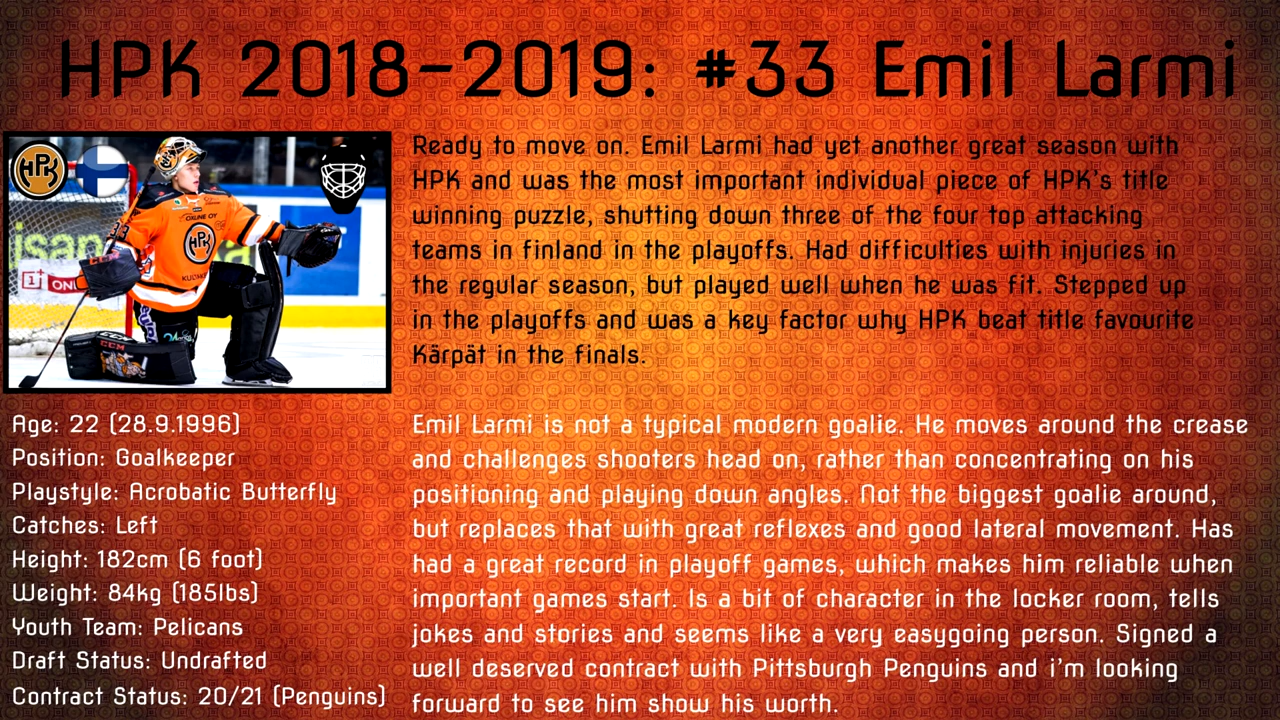 HPK 2018-2019: #33 Emil Larmi
HPK
33
OXLINE OY
HPK
CCM
1
CCM
Ready to move on. Emil Larmi had yet another great season with
HPK and was the most important individual piece of HPK's title
winning puzzle, shutting down three of the four top attacking
teams in finland in the playoffs. Had difficulties with injuries in
the regular season, but played well when he was fit. Stepped up
in the playoffs and was a key factor why HPK beat title favourite
Kärpät in the finals.
Age: 22 (28.9.1996)
Position: Goalkeeper
Playstyle: Acrobatic Butterfly
Catches: Left
Height: 182cm (6 foot)
Weight: 84kg (185lbs)
Youth Team: Pelicans
Draft Status: Undrafted
Contract Status: 20/21 (Penguins)
Emil Larmi is not a typical modern goalie. He moves around the crease
and challenges shooters head on, rather than concentrating on his
positioning and playing down angles. Not the biggest goalie around,
but replaces that with great reflexes and good lateral movement. Has
had a great record in playoff games, which makes him reliable when
important games start. Is a bit of character in the locker room, tells
jokes and stories and seems like a very easygoing person. Signed a
well deserved contract with Pittsburgh Penguins and i'm looking
forward to see him show his worth.